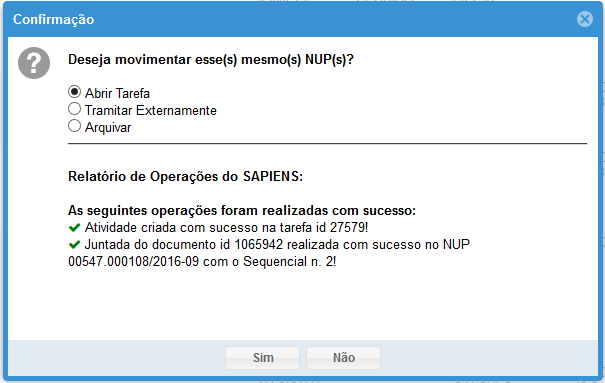 Confirmação
Deseja movimentar esse(s) mesmo(s) NUP(s)?
Abrir Tarefa
Tramitar Externamente
Arquivar
Relatório de Operações do SAPIENS:
As seguintes operações foram realizadas com sucesso:
Atividade criada com sucesso na tarefa id 27579!
Juntada do documento id 1065942 realizada com sucesso no NUP
00547.000108/2016-09 com o Sequencial n. 2!
Sim
Não